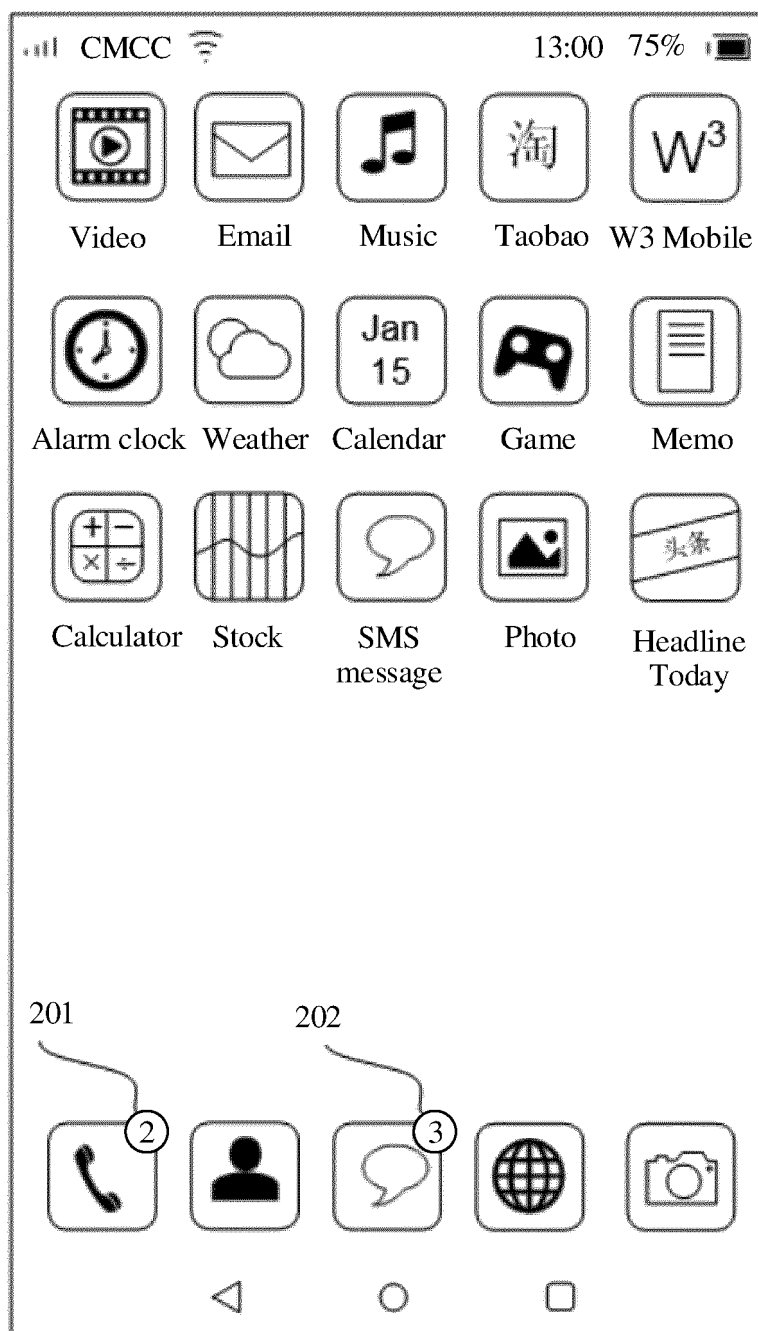 CMCC 13:00 75%
淘 W³
Video Email Music Taobao W3 Mobile
Jan
15
Alarm clock Weather Calendar Game Memo
+ −
× ÷
头条
Calculator Stock SMS message Photo Headline Today
201 202
2 3